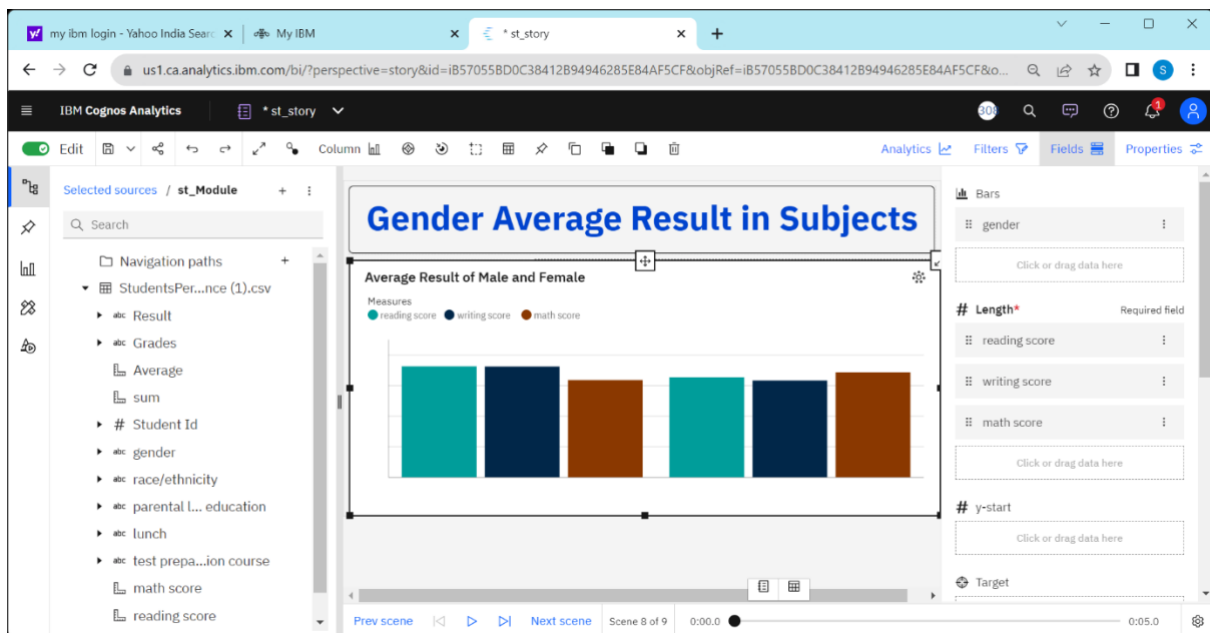 my ibm login - Yahoo India Searc
My IBM
* st_story
us1.ca.analytics.ibm.com/bi/?perspective=story&id=iB57055BD0C38412B94946285E84AF5CF&objRef=iB57055BD0C38412B94946285E84AF5CF&o...
S
IBM Cognos Analytics
* st_story
1
Edit
Column
Analytics
Filters
Fields
Properties
Selected sources / st_Module
Search
Navigation paths
StudentsPer...nce (1).csv
abc Result
abc Grades
Average
sum
# Student Id
abc gender
abc race/ethnicity
abc parental l... education
abc lunch
abc test prepa...ion course
math score
reading score
Gender Average Result in Subjects
Average Result of Male and Female
Measures
reading score writing score math score
Bars
gender
Click or drag data here
# Length* Required field
reading score
writing score
math score
Click or drag data here
# y-start
Click or drag data here
Target
Prev scene
Next scene
Scene 8 of 9
0:00.0
0:05.0